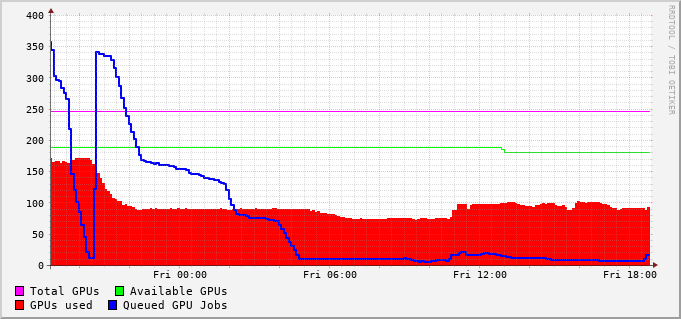 400
350
300
250
200
150
100
50
0
Fri 00:00 Fri 06:00 Fri 12:00 Fri 18:00
Total GPUs Available GPUs
GPUs used Queued GPU Jobs
RRDTOOL / TOBI OETIKER